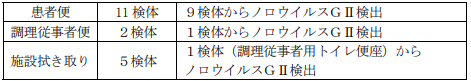 患者便 11検体 9検体からノロウイルスGⅡ検出
調理従事者便 2検体 1検体からノロウイルスGⅡ検出
施設拭き取り 5検体 1検体（調理従事者用トイレ便座）から
ノロウイルスGⅡ検出